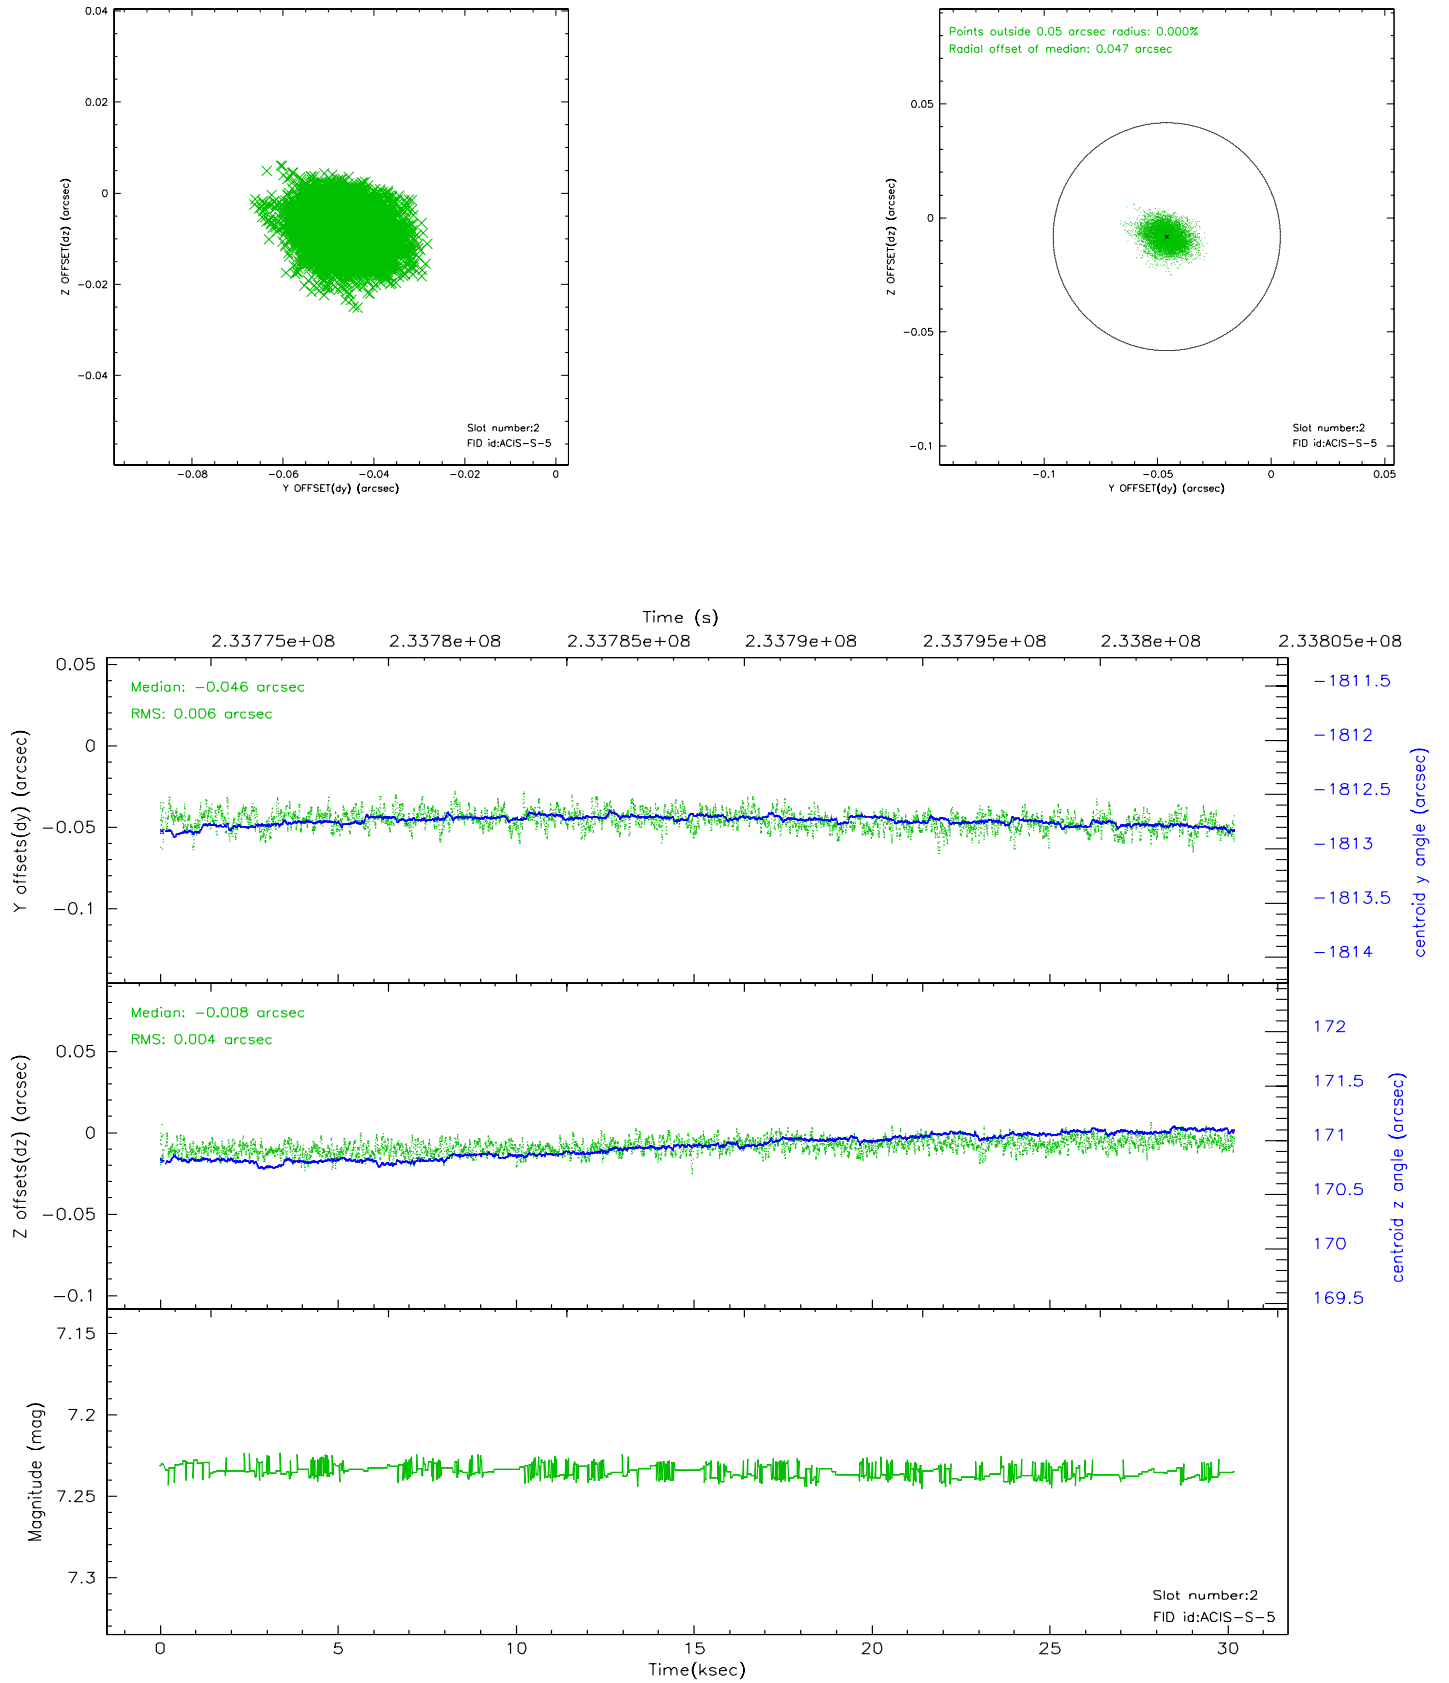 0.04
0.02
0
−0.02
−0.04
Z OFFSET(dz) (arcsec)
Slot number:2
FID id:ACIS−S−5
−0.08
−0.06
−0.04
−0.02
0
Y OFFSET(dy) (arcsec)
Points outside 0.05 arcsec radius: 0.000%
Radial offset of median: 0.047 arcsec
0.05
0
−0.05
−0.1
Z OFFSET(dz) (arcsec)
Slot number:2
FID id:ACIS−S−5
−0.1
−0.05
0
0.05
Y OFFSET(dy) (arcsec)
Time (s)
2.33775e+08
2.3378e+08
2.33785e+08
2.3379e+08
2.33795e+08
2.338e+08
2.33805e+08
Median: −0.046 arcsec
RMS: 0.006 arcsec
0.05
0
−0.05
−0.1
Y offsets(dy) (arcsec)
−1811.5
−1812
−1812.5
−1813
−1813.5
−1814
centroid y angle (arcsec)
Median: −0.008 arcsec
RMS: 0.004 arcsec
0.05
0
−0.05
−0.1
Z offsets(dz) (arcsec)
172
171.5
171
170.5
170
169.5
centroid z angle (arcsec)
7.15
7.2
7.25
7.3
Magnitude (mag)
Slot number:2
FID id:ACIS−S−5
0
5
10
15
20
25
30
Time(ksec)